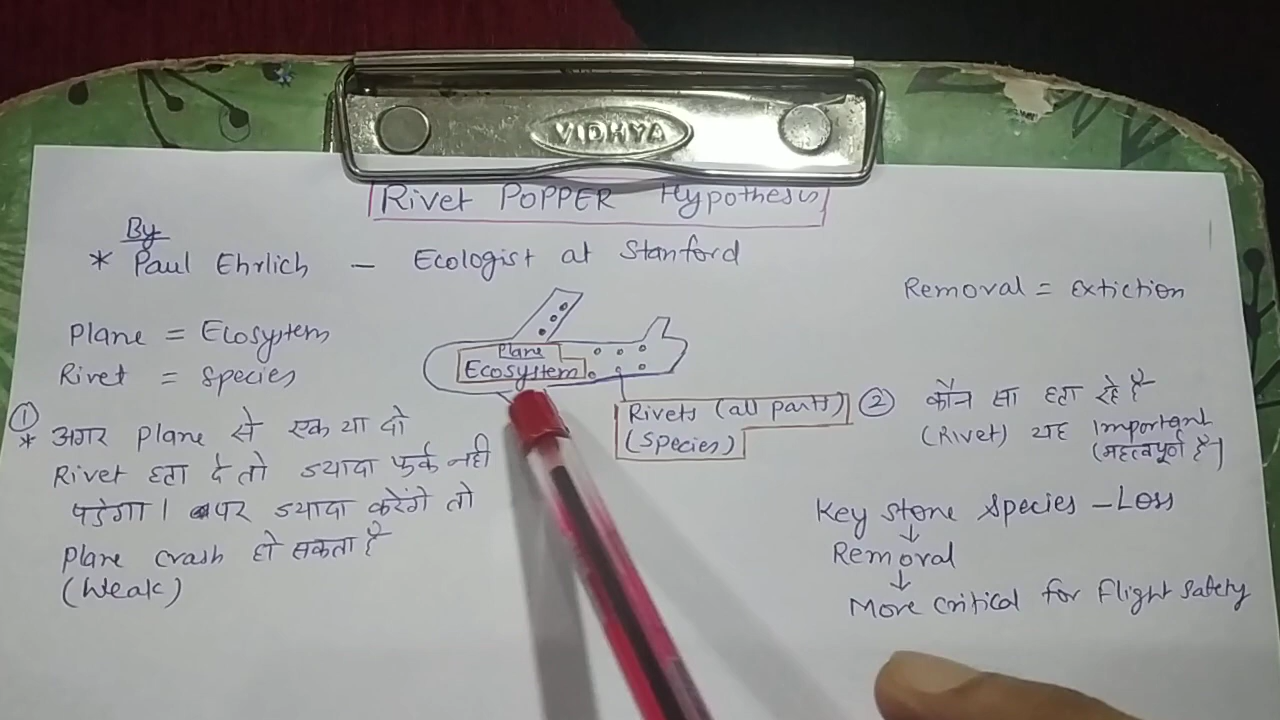 VIDHYA
Rivet POPPER Hypothesis
By
* Paul Ehrlich - Ecologist at Stanford
Removal = extiction
Plane = Ecosystem
Rivet = species
Plane
Ecosystem
Rivets (all parts)
(species)
① * अगर plane से एक या दो
Rivet हटा दे तो ज्यादा फर्क नही
पडेगा। पर ज्यादा करेंगे तो
Plane crash हो सकता है
(Weak)
② कौन सा हटा रहे है
(Rivet) यह important
(महत्वपूर्ण है)
Key stone species - Loss
↓
Removal
↓
More critical for flight safety